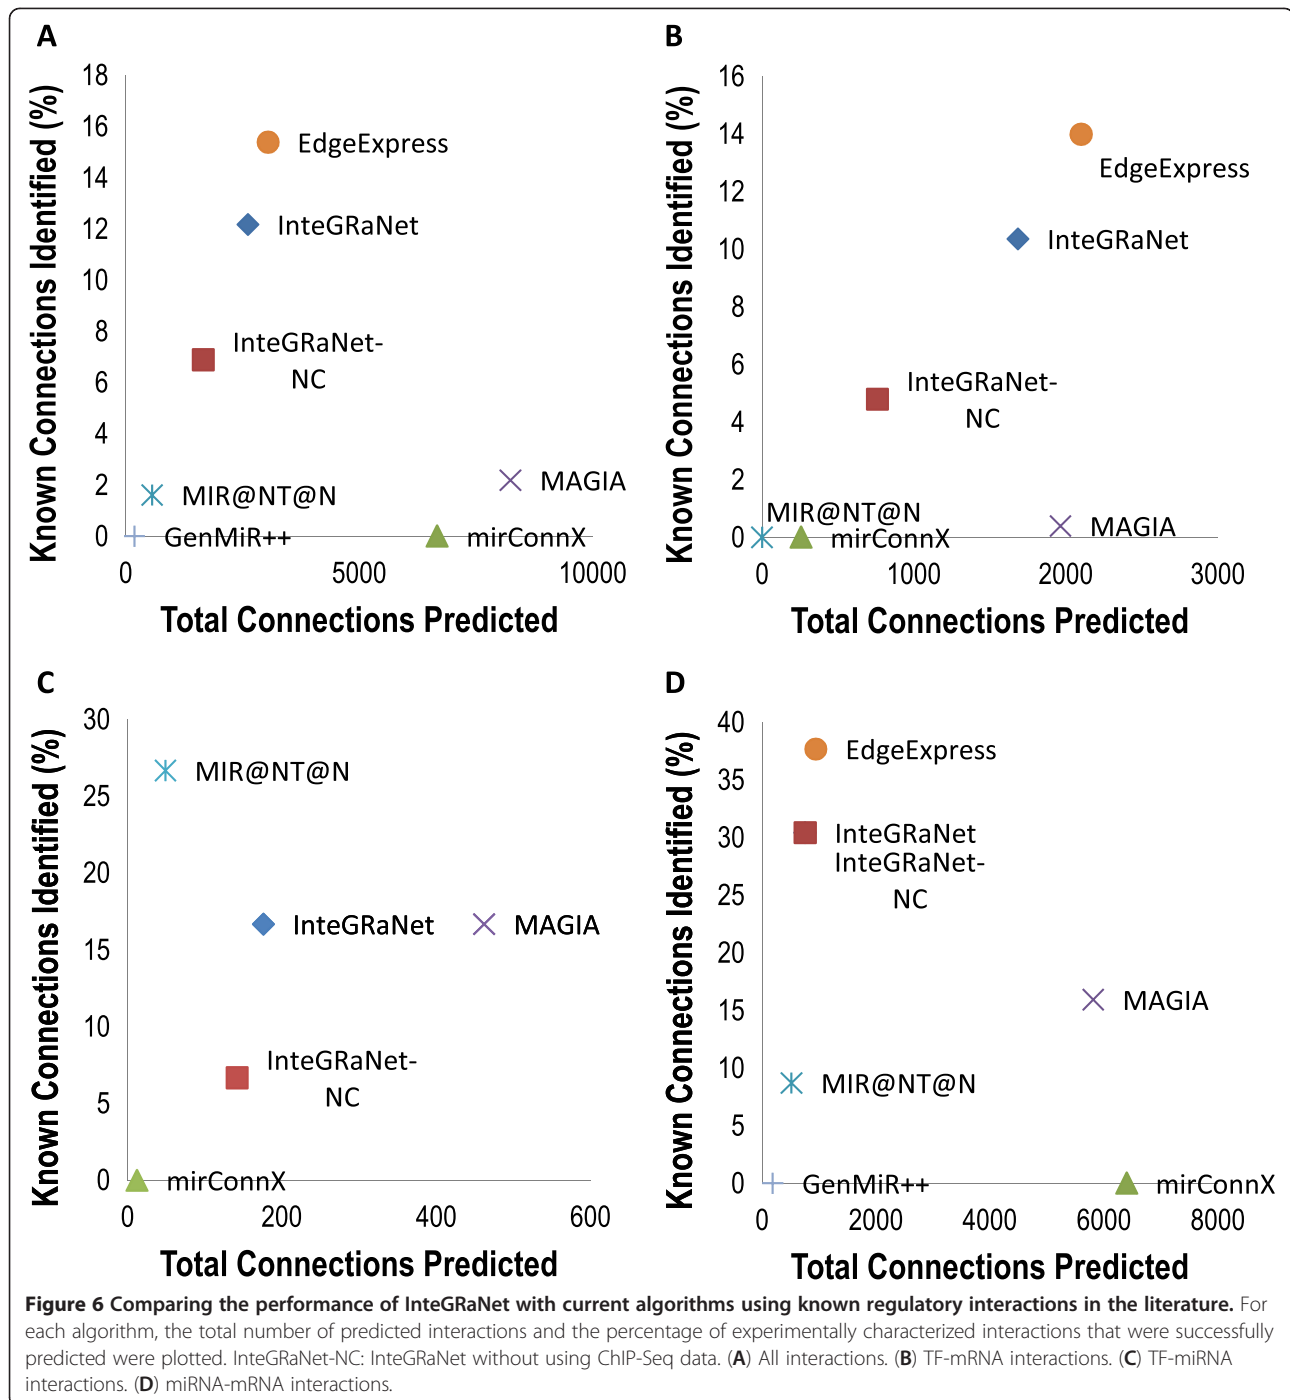 A
Known Connections Identified (%)
18
16
14
12
10
8
6
4
2
0
EdgeExpress
InteGRaNet
InteGRaNet-
NC
MIR@NT@N
MAGIA
GenMiR++
mirConnX
0
5000
10000
Total Connections Predicted
B
Known Connections Identified (%)
16
14
12
10
8
6
4
2
0
EdgeExpress
InteGRaNet
InteGRaNet-
NC
MIR@NT@N
mirConnX
MAGIA
0
1000
2000
3000
Total Connections Predicted
C
Known Connections Identified (%)
30
25
20
15
10
5
0
MIR@NT@N
InteGRaNet
MAGIA
InteGRaNet-
NC
mirConnX
0
200
400
600
Total Connections Predicted
D
Known Connections Identified (%)
40
35
30
25
20
15
10
5
0
EdgeExpress
InteGRaNet
InteGRaNet-
NC
MAGIA
MIR@NT@N
GenMiR++
mirConnX
0
2000
4000
6000
8000
Total Connections Predicted
Figure 6 Comparing the performance of InteGRaNet with current algorithms using known regulatory interactions in the literature. For
each algorithm, the total number of predicted interactions and the percentage of experimentally characterized interactions that were successfully
predicted were plotted. InteGRaNet-NC: InteGRaNet without using ChIP-Seq data. (A) All interactions. (B) TF-mRNA interactions. (C) TF-miRNA
interactions. (D) miRNA-mRNA interactions.